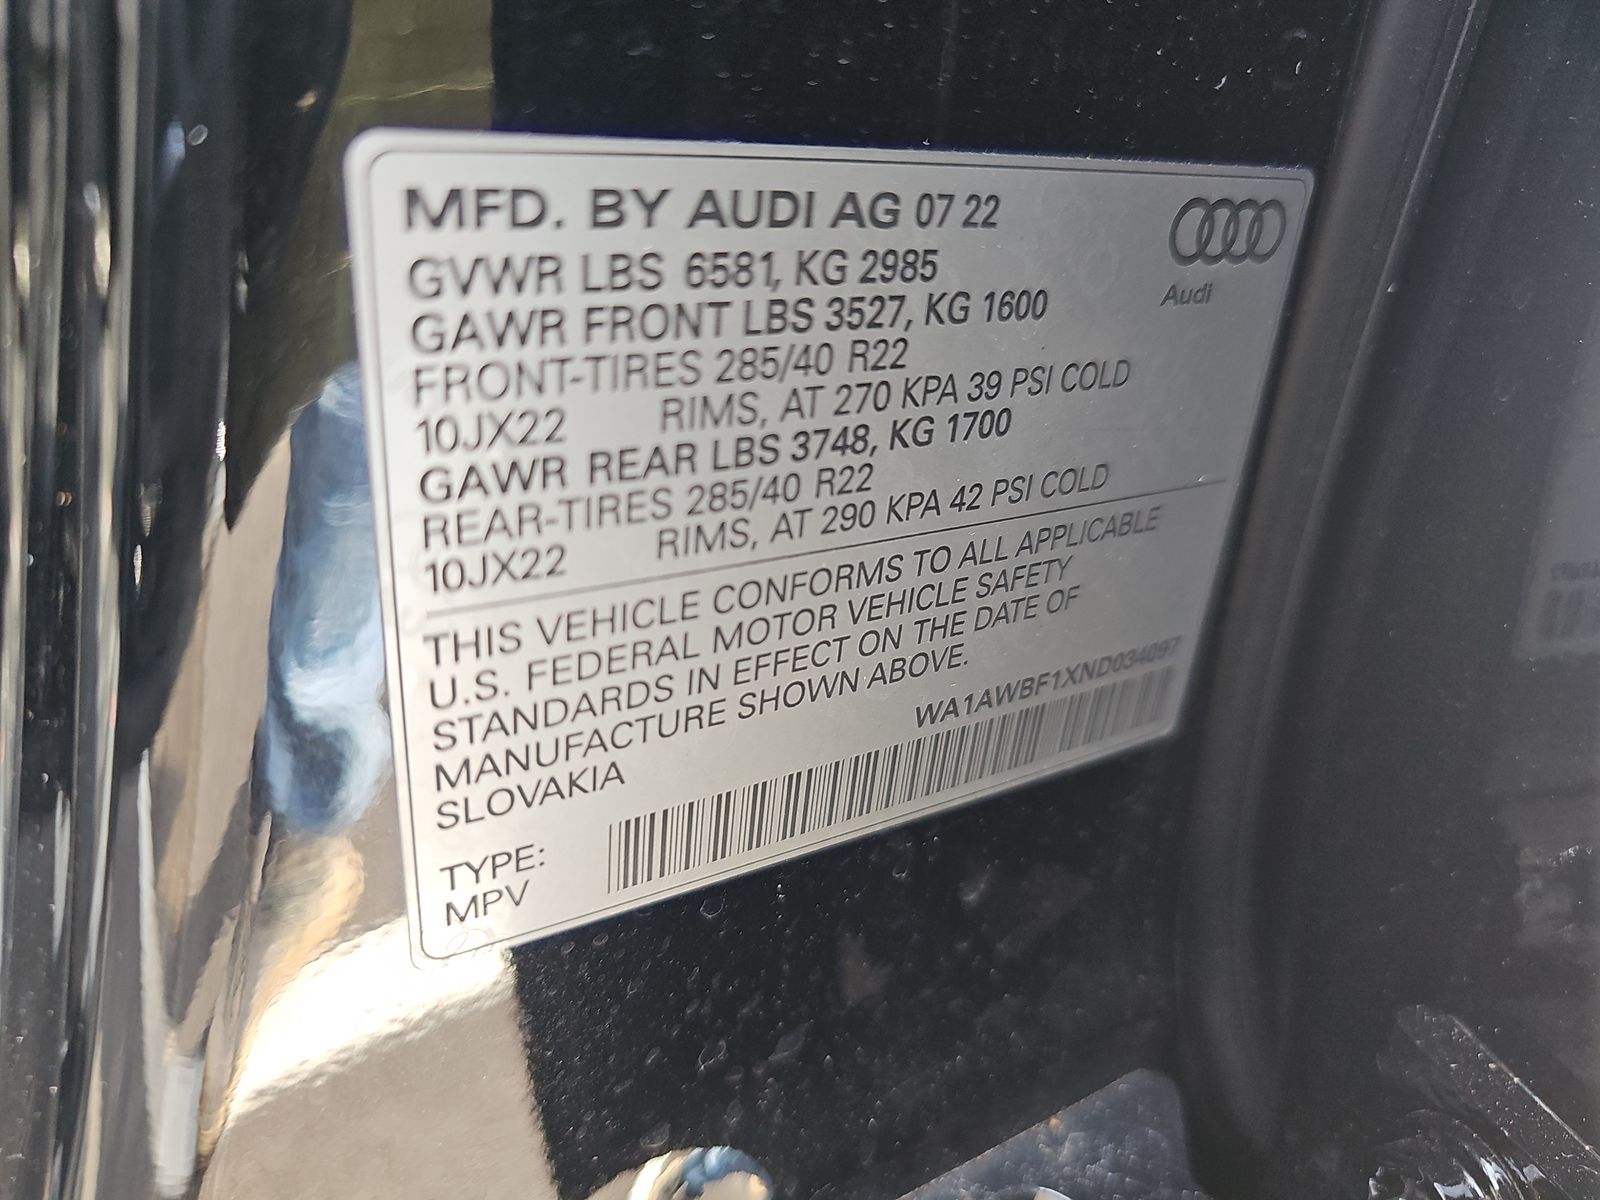 MFD. BY AUDI AG 07 22
GVWR LBS 6581, KG 2985
GAWR FRONT LBS 3527, KG 1600
FRONT-TIRES 285/40 R22
10JX22 RIMS, AT 270 KPA 39 PSI COLD
GAWR REAR LBS 3748, KG 1700
REAR-TIRES 285/40 R22
10JX22 RIMS, AT 290 KPA 42 PSI COLD
Audi
THIS VEHICLE CONFORMS TO ALL APPLICABLE
U.S. FEDERAL MOTOR VEHICLE SAFETY
STANDARDS IN EFFECT ON THE DATE OF
MANUFACTURE SHOWN ABOVE.
SLOVAKIA
WA1AWBF1XND034097
TYPE:
MPV